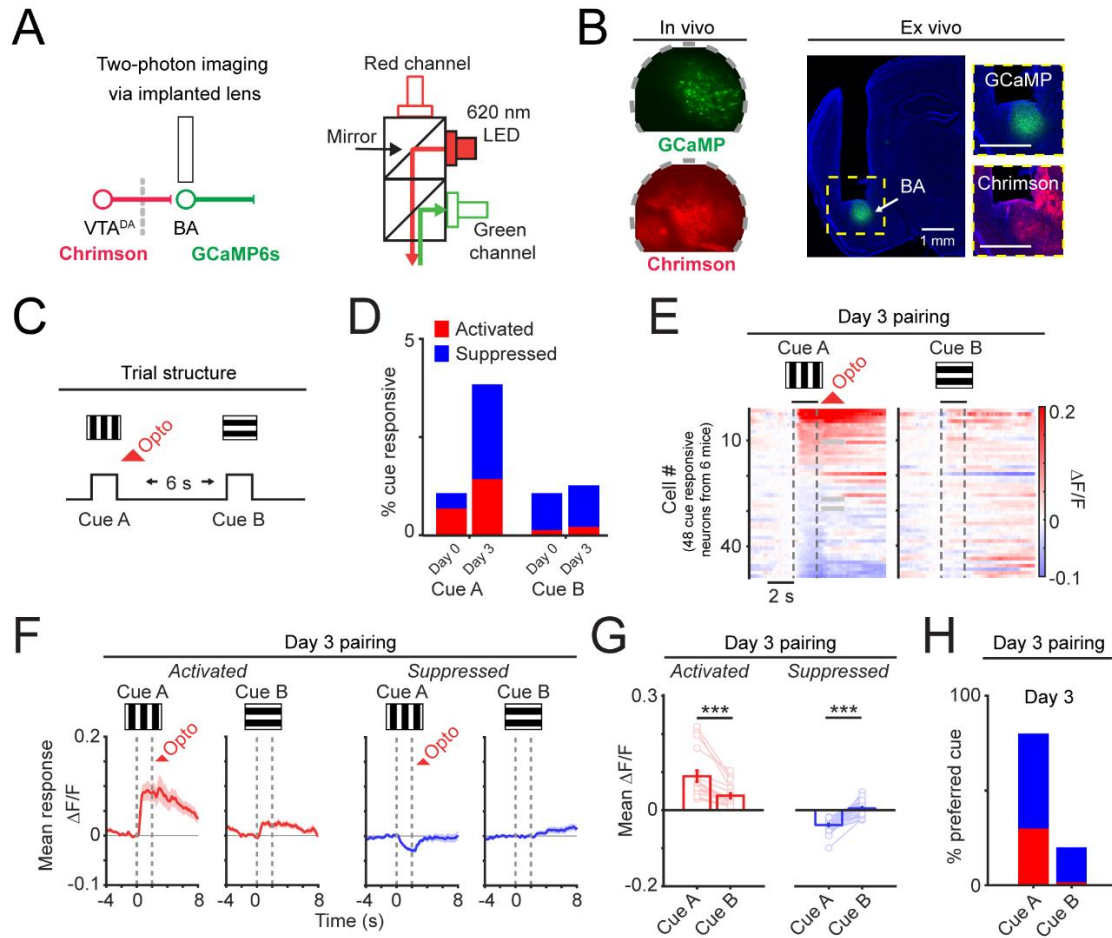 A
Two-photon imaging
via implanted lens
VTA^DA
BA
Chrimson
GCaMP6s
Red channel
620 nm
LED
Mirror
Green
channel
B
In vivo
GCaMP
Chrimson
Ex vivo
BA
1 mm
GCaMP
Chrimson
C
Trial structure
Opto
6 s
Cue A
Cue B
D
Activated
Suppressed
5
0
% cue responsive
Day 0
Day 3
Day 0
Day 3
Cue A
Cue B
E
Day 3 pairing
Cue A
Cue B
Opto
10
40
Cell #
(48 cue responsive
neurons from 6 mice)
2 s
0.2
0
-0.1
ΔF/F
F
Day 3 pairing
Activated
Suppressed
Cue A
Cue B
Cue A
Cue B
Opto
Opto
Mean response
ΔF/F
0.2
0
-0.1
-4 0 4 8
-4 0 4 8
-4 0 4 8
-4 0 4 8
Time (s)
G
Day 3 pairing
Activated
Suppressed
0.3
0
-0.2
Mean ΔF/F
***
***
Cue A
Cue B
Cue A
Cue B
H
Day 3 pairing
Day 3
100
0
% preferred cue
Cue A
Cue B